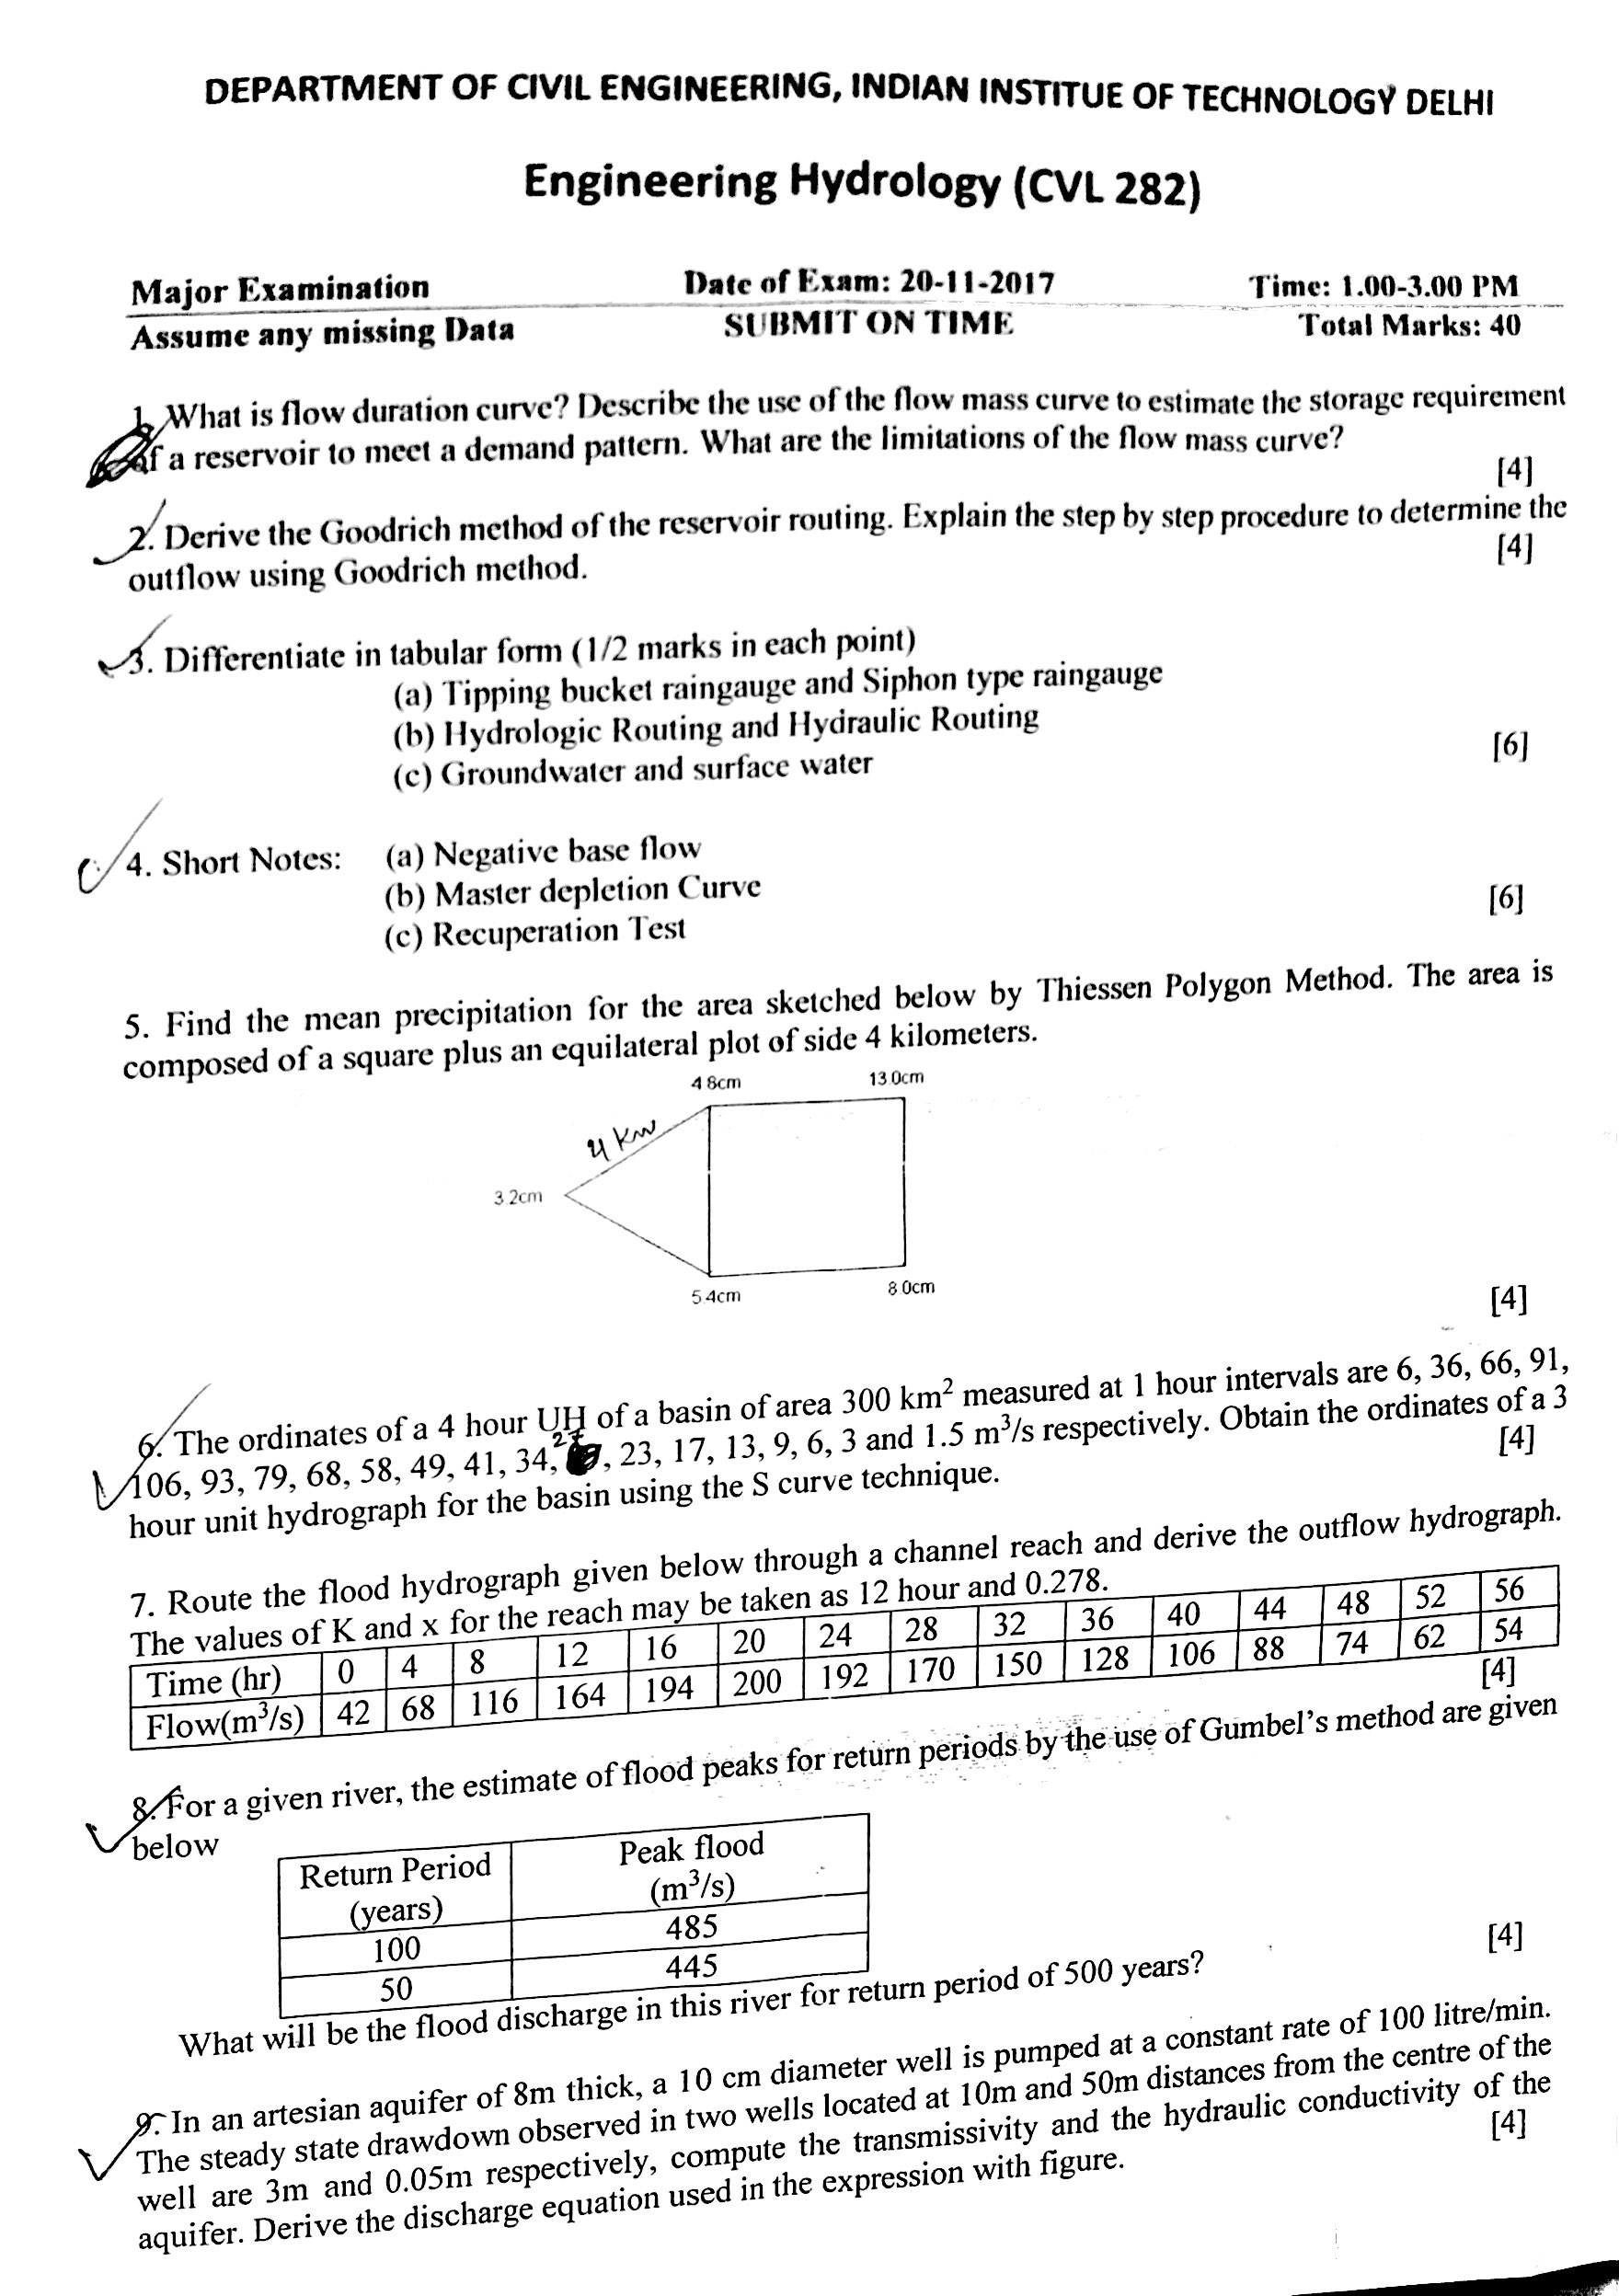 DEPARTMENT OF CIVIL ENGINEERING, INDIAN INSTITUE OF TECHNOLOGY DELHI
Engineering Hydrology (CVL 282)
Major Examination Date of Exam: 20-11-2017 Time: 1.00-3.00 PM
Assume any missing Data SUBMIT ON TIME Total Marks: 40
1. What is flow duration curve? Describe the use of the flow mass curve to estimate the storage requirement
of a reservoir to meet a demand pattern. What are the limitations of the flow mass curve?
[4]
2. Derive the Goodrich method of the reservoir routing. Explain the step by step procedure to determine the
outflow using Goodrich method. [4]
3. Differentiate in tabular form (1/2 marks in each point)
(a) Tipping bucket raingauge and Siphon type raingauge
(b) Hydrologic Routing and Hydraulic Routing
(c) Groundwater and surface water [6]
4. Short Notes: (a) Negative base flow
(b) Master depletion Curve
(c) Recuperation Test [6]
5. Find the mean precipitation for the area sketched below by Thiessen Polygon Method. The area is
composed of a square plus an equilateral plot of side 4 kilometers.
4 8cm 13.0cm
4 km
3.2cm
5.4cm 8.0cm
[4]
6. The ordinates of a 4 hour UH of a basin of area 300 km² measured at 1 hour intervals are 6, 36, 66, 91,
106, 93, 79, 68, 58, 49, 41, 34, 27, 23, 17, 13, 9, 6, 3 and 1.5 m³/s respectively. Obtain the ordinates of a 3
hour unit hydrograph for the basin using the S curve technique. [4]
7. Route the flood hydrograph given below through a channel reach and derive the outflow hydrograph.
The values of K and x for the reach may be taken as 12 hour and 0.278.
Time (hr) 0 4 8 12 16 20 24 28 32 36 40 44 48 52 56
Flow(m³/s) 42 68 116 164 194 200 192 170 150 128 106 88 74 62 54
[4]
8. For a given river, the estimate of flood peaks for return periods by the use of Gumbel's method are given
below
Return Period (years) Peak flood (m³/s)
100 485
50 445
[4]
What will be the flood discharge in this river for return period of 500 years?
9. In an artesian aquifer of 8m thick, a 10 cm diameter well is pumped at a constant rate of 100 litre/min.
The steady state drawdown observed in two wells located at 10m and 50m distances from the centre of the
well are 3m and 0.05m respectively, compute the transmissivity and the hydraulic conductivity of the
aquifer. Derive the discharge equation used in the expression with figure. [4]